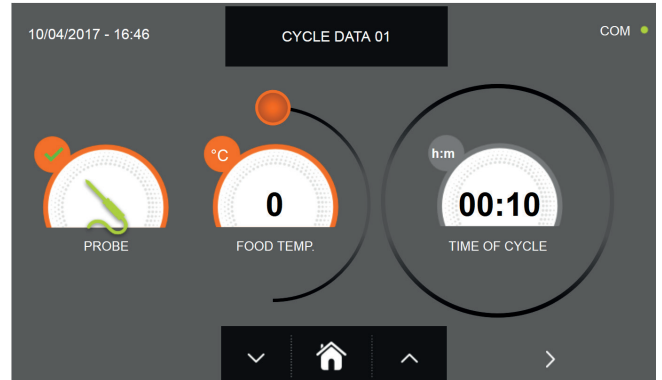 10/04/2017 - 16:46
CYCLE DATA 01
COM
°C
h:m
0
00:10
PROBE
FOOD TEMP.
TIME OF CYCLE